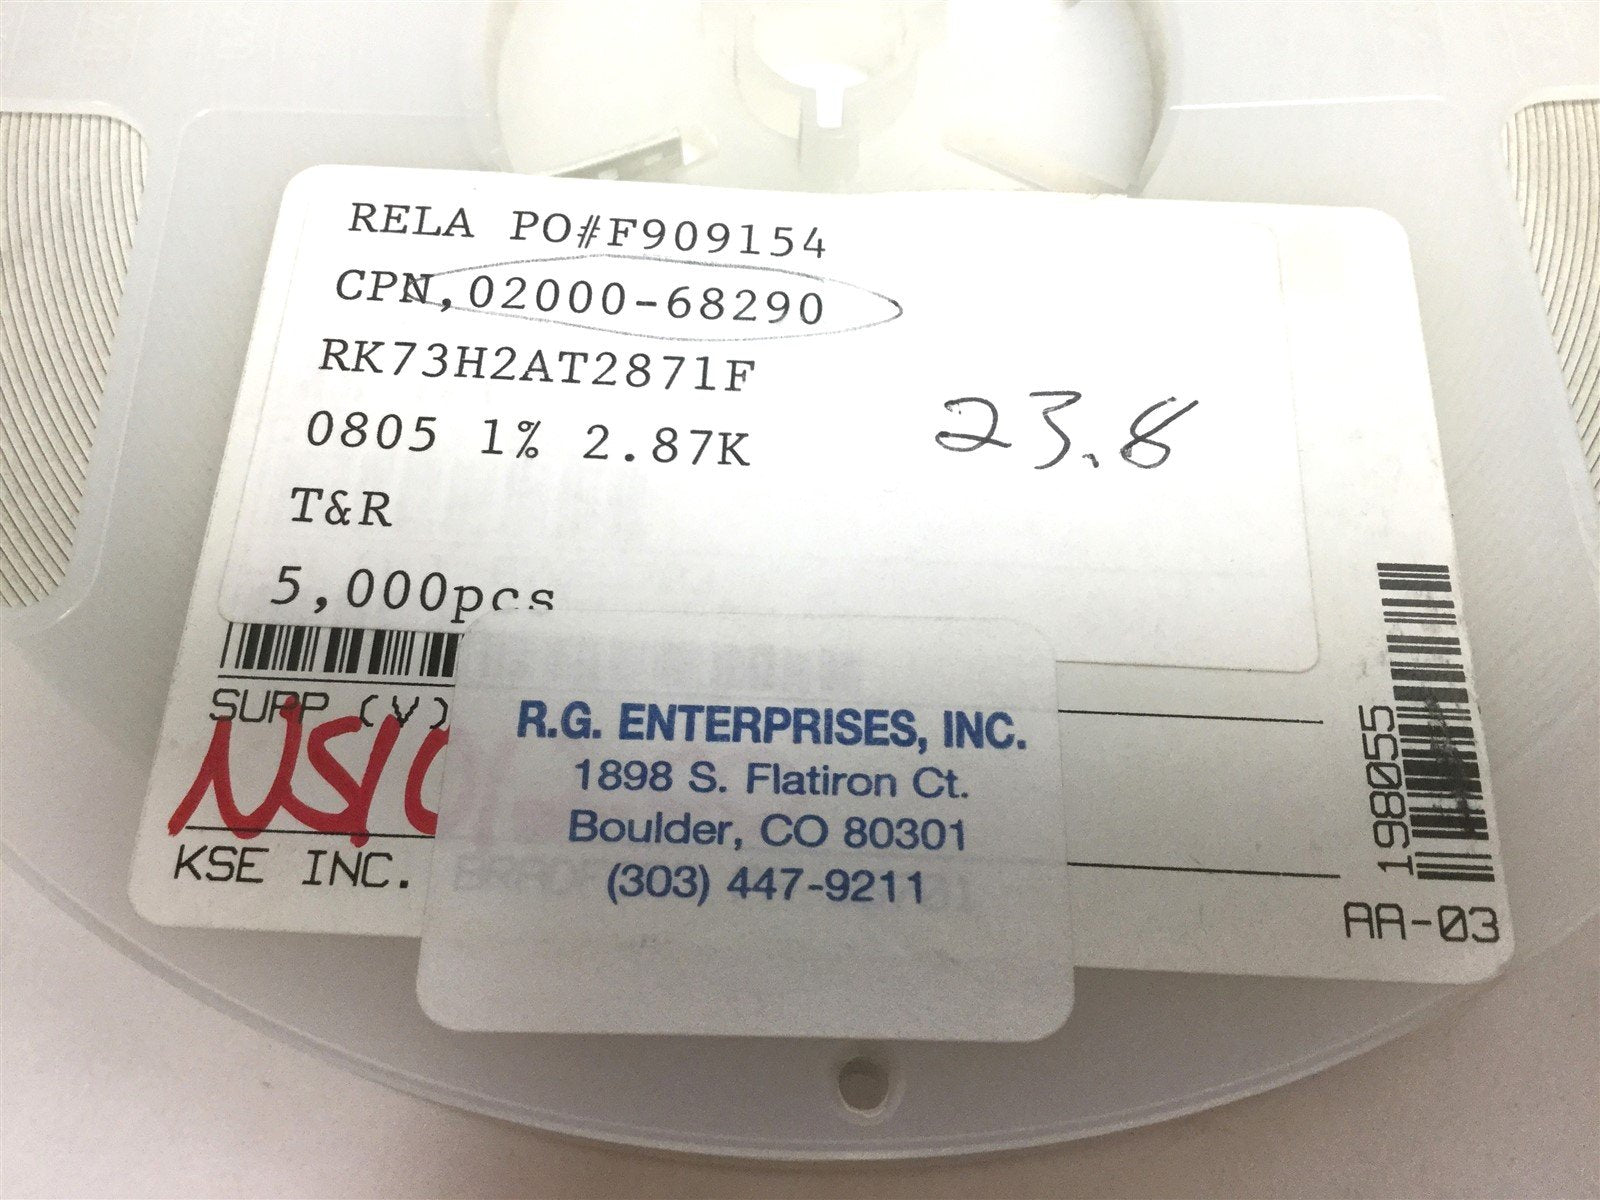 RELA PO#F909154
CPN,02000-68290
RK73H2AT2871F
0805 1% 2.87K
T&R
5,000pcs
23.8
SUPP (V)
KSE INC.
R.G. ENTERPRISES, INC.
1898 S. Flatiron Ct.
Boulder, CO 80301
(303) 447-9211
198055
AA-03